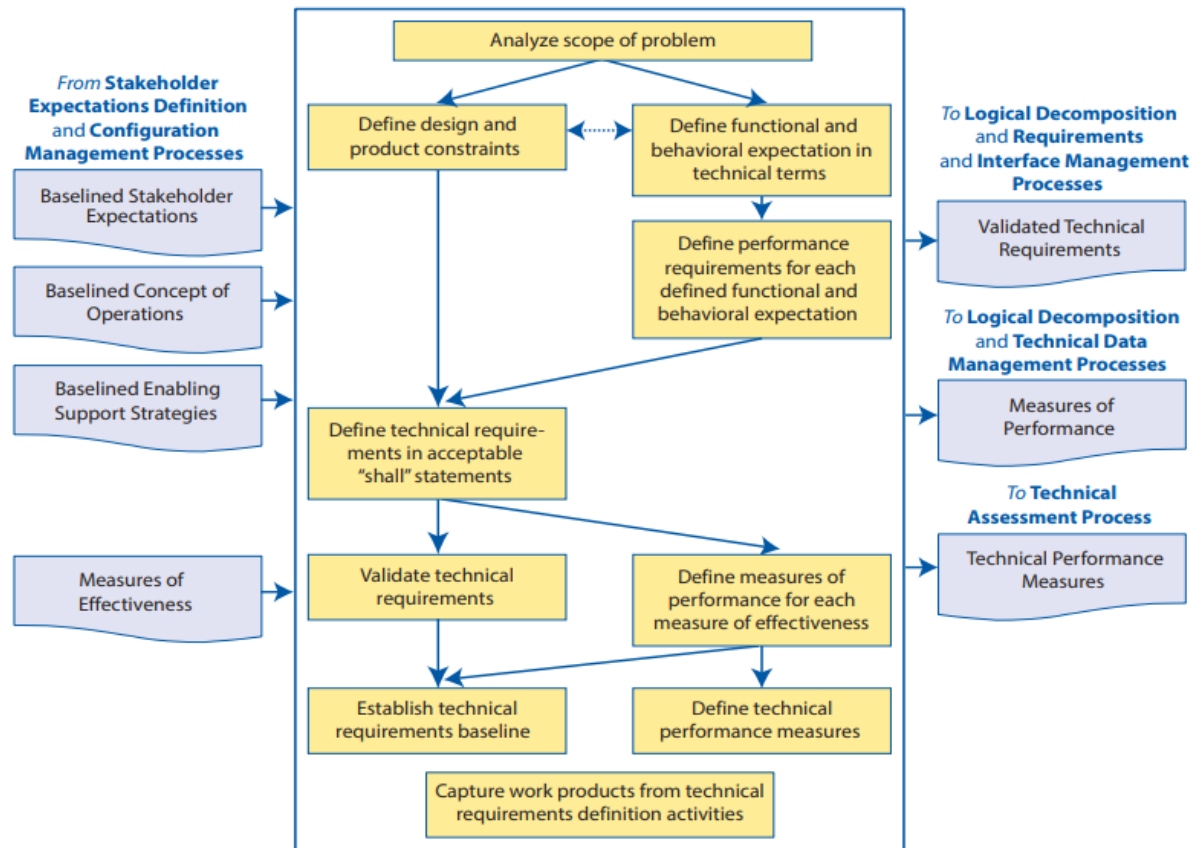 Analyze scope of problem
From Stakeholder
Expectations Definition
and Configuration
Management Processes
Baselined Stakeholder
Expectations
Baselined Concept of
Operations
Baselined Enabling
Support Strategies
Measures of
Effectiveness
Define design and
product constraints
Define functional and
behavioral expectation in
technical terms
Define performance
requirements for each
defined functional and
behavioral expectation
Define technical require-
ments in acceptable
“shall” statements
Validate technical
requirements
Define measures of
performance for each
measure of effectiveness
Establish technical
requirements baseline
Define technical
performance measures
Capture work products from technical
requirements definition activities
To Logical Decomposition
and Requirements
and Interface Management
Processes
Validated Technical
Requirements
To Logical Decomposition
and Technical Data
Management Processes
Measures of
Performance
To Technical
Assessment Process
Technical Performance
Measures